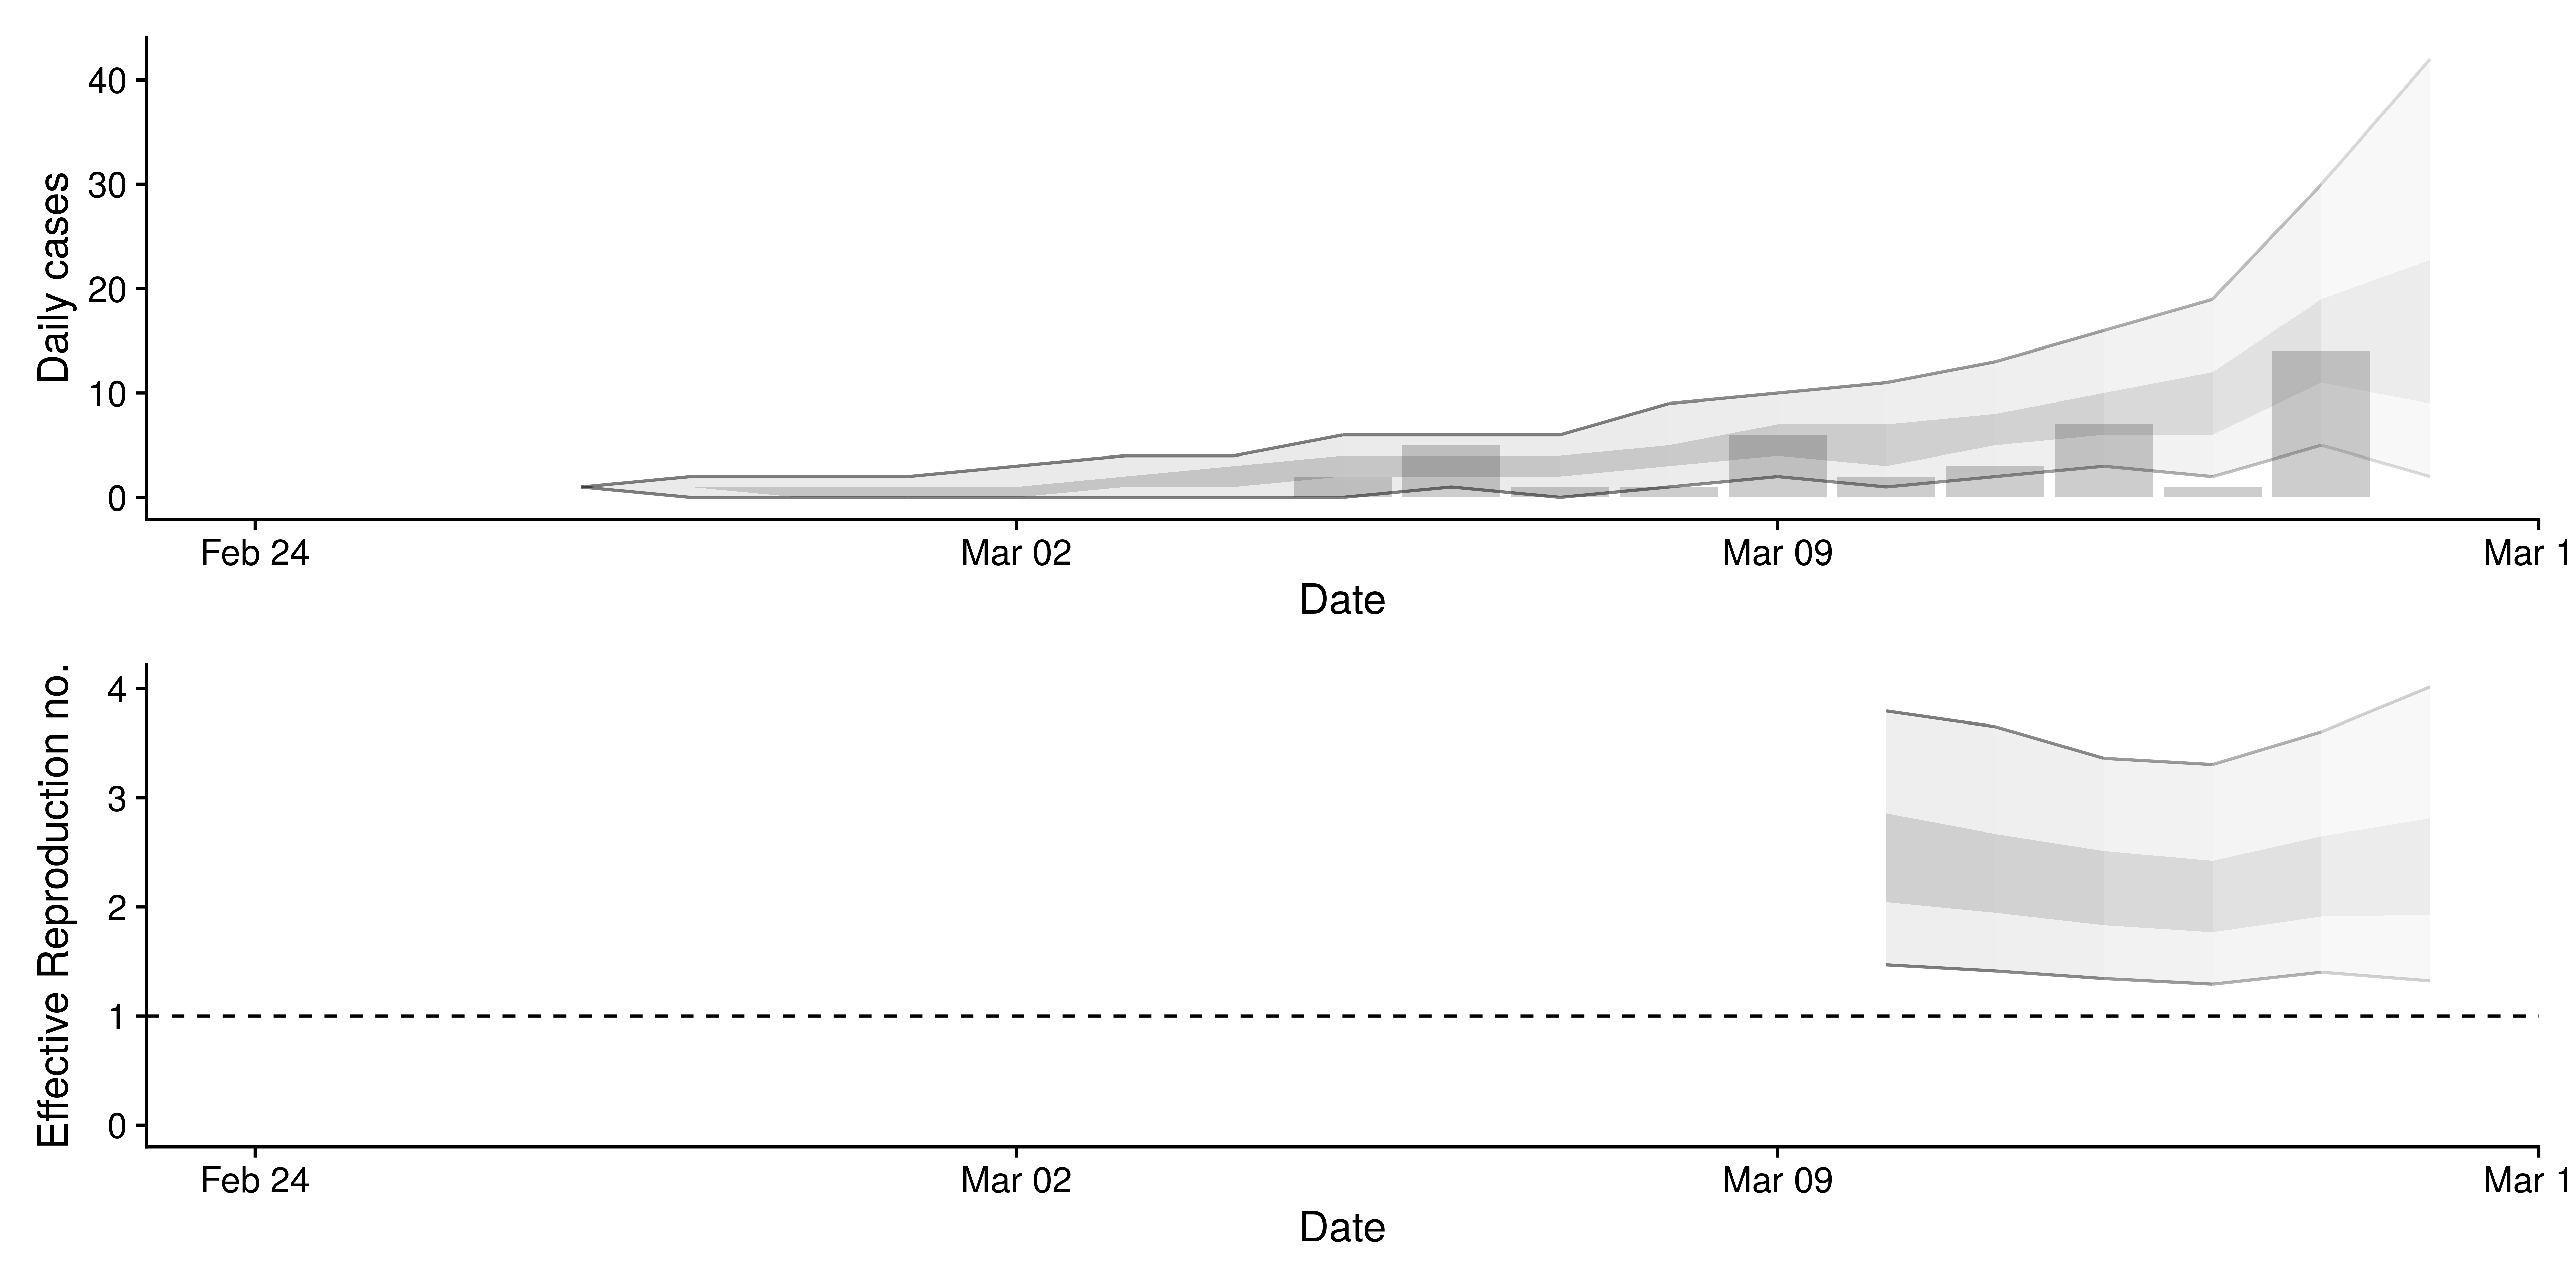 Daily cases
40
30
20
10
0
Feb 24
Mar 02
Mar 09
Mar 1
Date
Effective Reproduction no.
4
3
2
1
0
Feb 24
Mar 02
Mar 09
Mar 1
Date